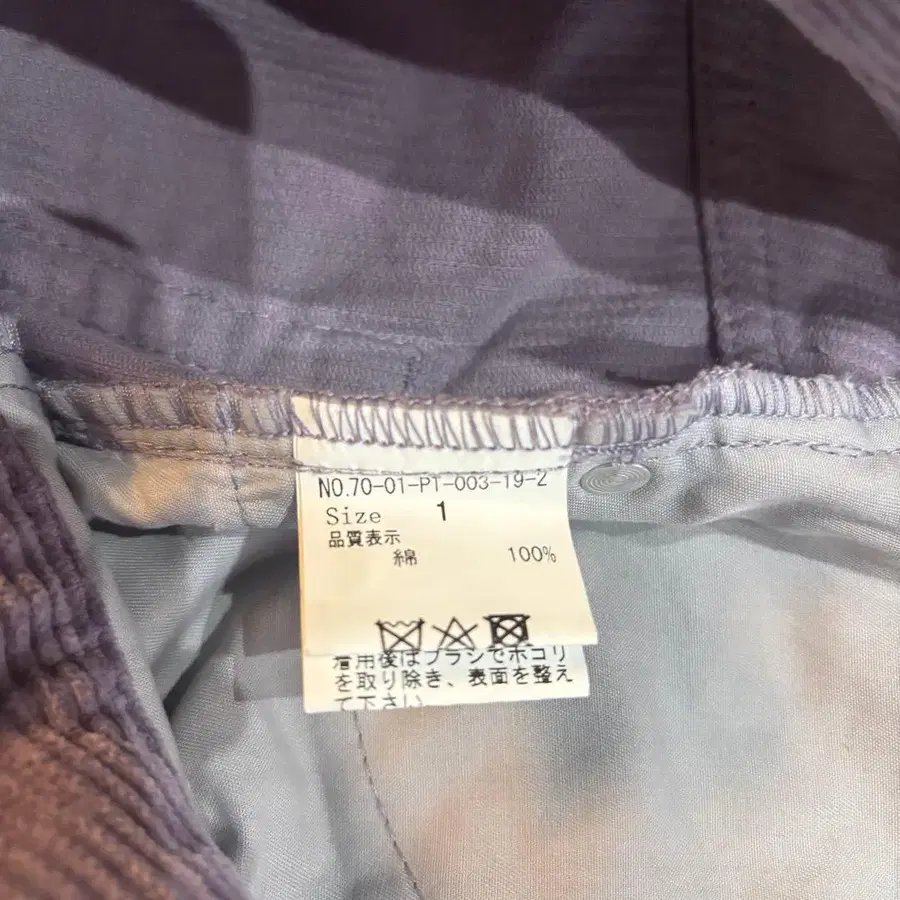 NO.70-01-PT-003-19-2
Size 1
品質表示
綿 100%
着用後はブラシでホコリ
を取り除き、表面を整え
て下さい